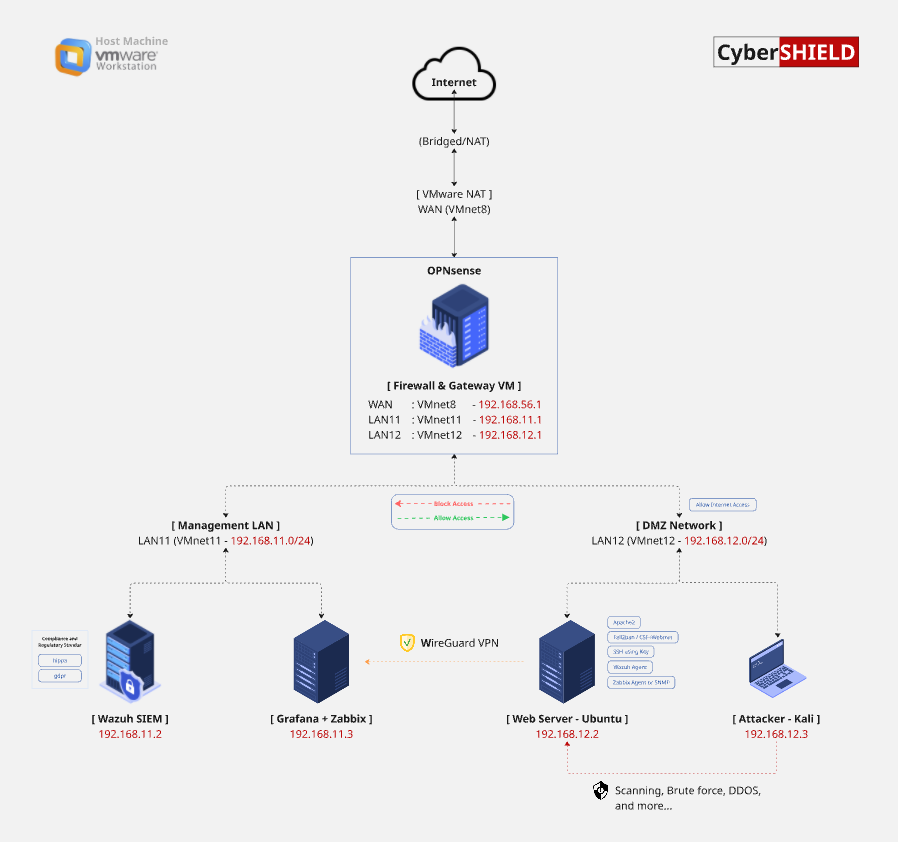 Host Machine
vmware
Workstation
CyberSHIELD
Internet
(Bridged/NAT)
[ VMware NAT ]
WAN (VMnet8)
OPNsense
[ Firewall & Gateway VM ]
WAN : VMnet8 - 192.168.56.1
LAN11 : VMnet11 - 192.168.11.1
LAN12 : VMnet12 - 192.168.12.1
Block Access
Allow Access
Allow Internet Access
[ Management LAN ]
LAN11 (VMnet11 - 192.168.11.0/24)
[ DMZ Network ]
LAN12 (VMnet12 - 192.168.12.0/24)
Compliance and
Regulatory
hippa
gdpr
WireGuard VPN
Apache2
Fail2ban / CSF
SSH using Key
Wazuh Agent
Zabbix Agent or SNMP
[ Wazuh SIEM ]
192.168.11.2
[ Grafana + Zabbix ]
192.168.11.3
[ Web Server - Ubuntu ]
192.168.12.2
[ Attacker - Kali ]
192.168.12.3
Scanning, Brute force, DDOS,
and more...